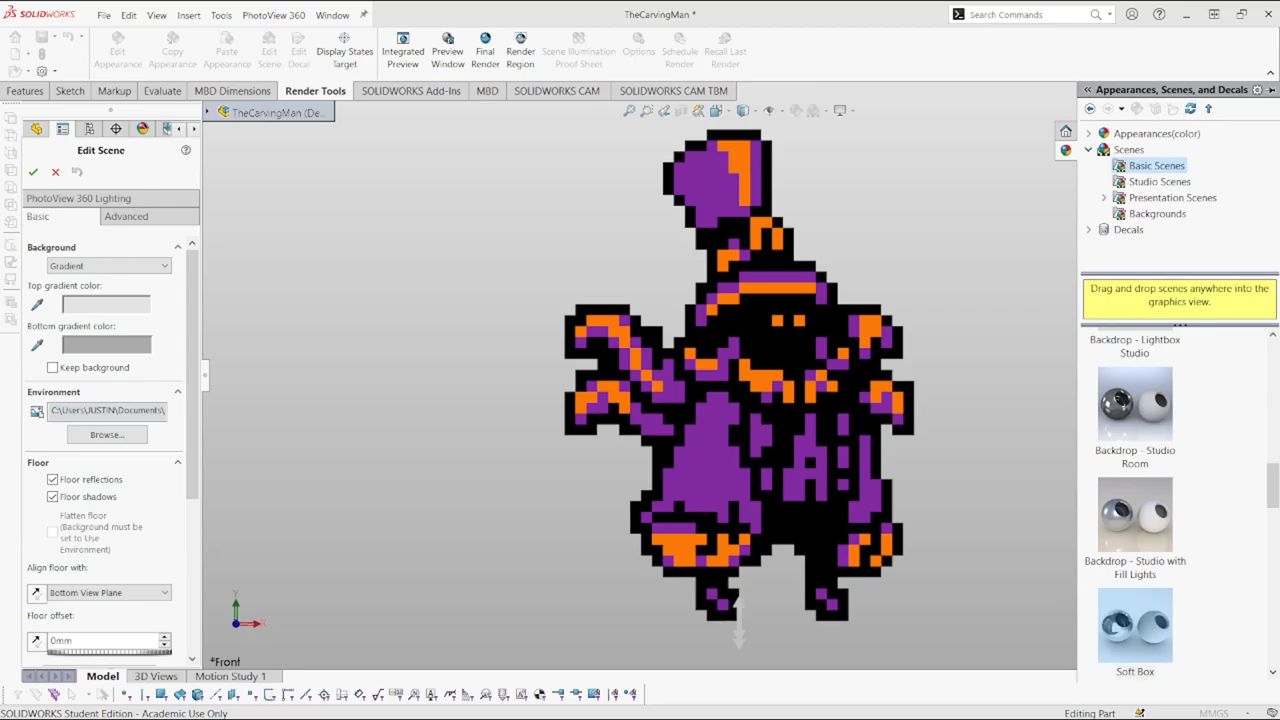 SOLIDWORKS File Edit View Insert Tools PhotoView 360 Window TheCarvingMan * Search Commands
Edit Appearance
Copy Appearance
Paste Appearance
Edit Scene
Edit Decal
Display States Target
Integrated Preview
Preview Window
Final Render
Render Region
Scene Illumination Proof Sheet
Options
Schedule Render
Recall Last Render
Features Sketch Markup Evaluate MBD Dimensions Render Tools SOLIDWORKS Add-Ins MBD SOLIDWORKS CAM SOLIDWORKS CAM TBM
TheCarvingMan (De...
Edit Scene
PhotoView 360 Lighting
Basic Advanced
Background
Gradient
Top gradient color:
Bottom gradient color:
Keep background
Environment
C:\Users\JUSTIN\Documents\
Browse...
Floor
Floor reflections
Floor shadows
Flatten floor
(Background must be
set to Use
Environment)
Align floor with:
Bottom View Plane
Floor offset:
0mm
Y
X
*Front
Appearances, Scenes, and Decals
Appearances(color)
Scenes
Basic Scenes
Studio Scenes
Presentation Scenes
Backgrounds
Decals
Drag and drop scenes anywhere into the
graphics view.
Backdrop - Lightbox
Studio
Backdrop - Studio
Room
Backdrop - Studio with
Fill Lights
Soft Box
Model 3D Views Motion Study 1
SOLIDWORKS Student Edition - Academic Use Only Editing Part MMGS